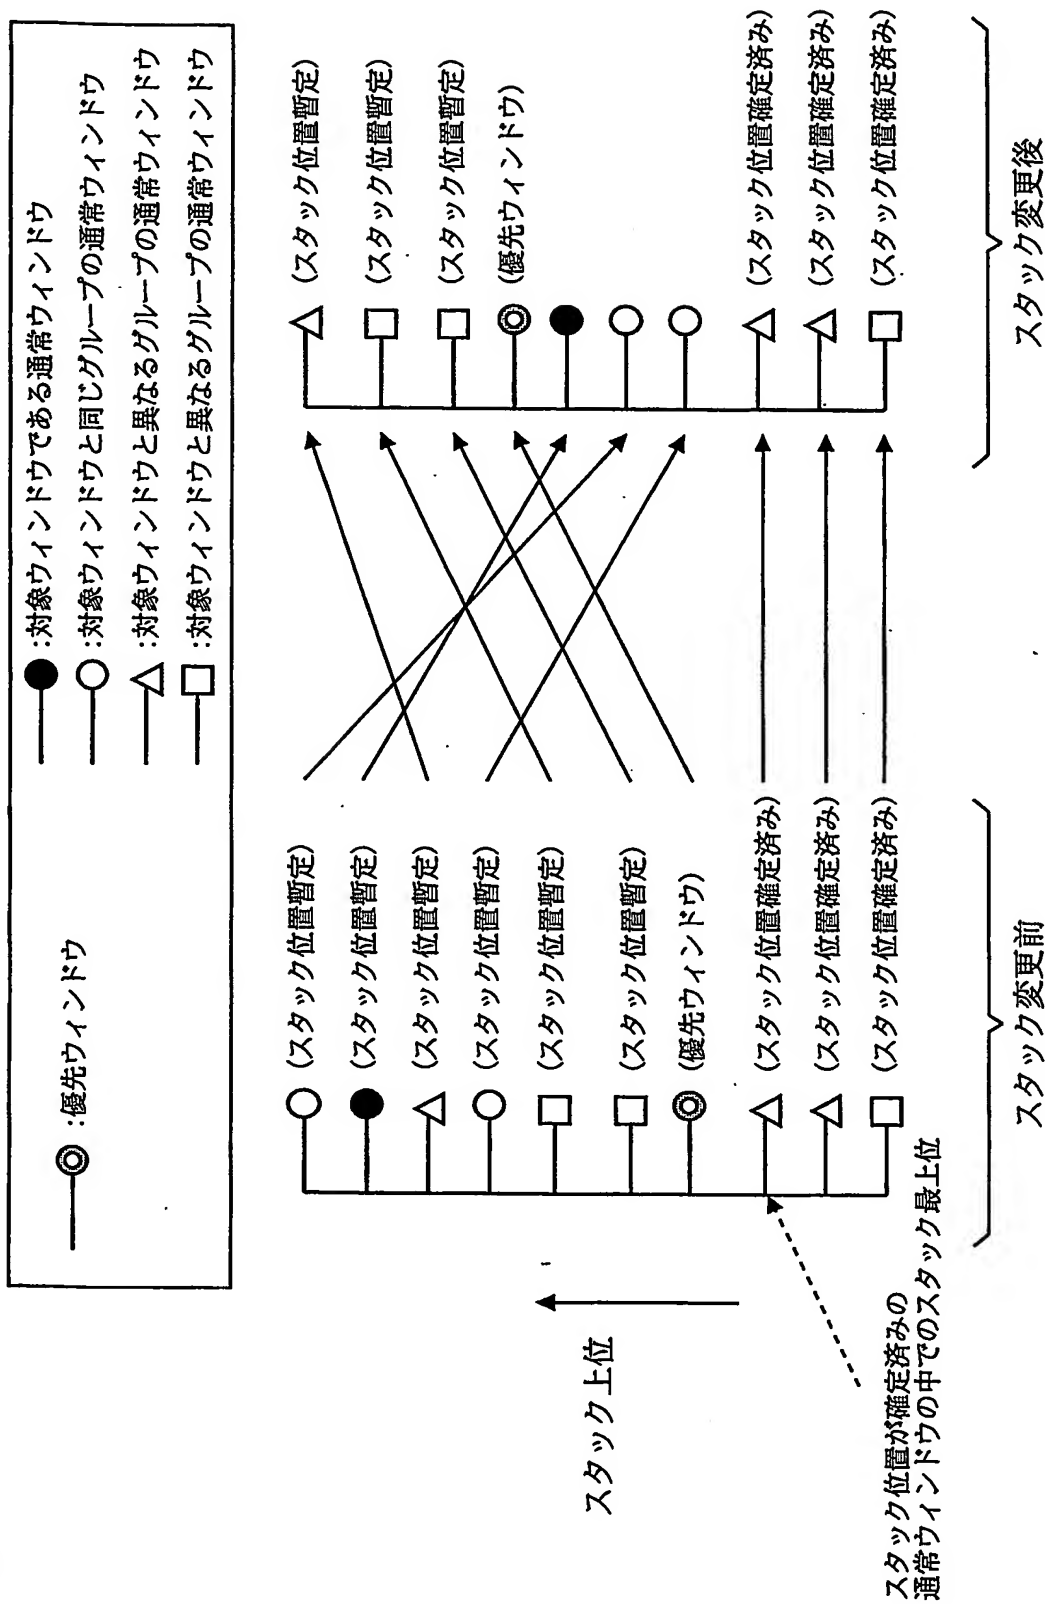 :優先ウィンドウ
:対象ウィンドウである通常ウィンドウ
:対象ウィンドウと同じグループの通常ウィンドウ
:対象ウィンドウと異なるグループの通常ウィンドウ
:対象ウィンドウと異なるグループの通常ウィンドウ
スタック上位
(スタック位置暫定)
(スタック位置暫定)
(スタック位置暫定)
(スタック位置暫定)
(スタック位置暫定)
(スタック位置暫定)
(優先ウィンドウ)
(スタック位置確定済み)
(スタック位置確定済み)
(スタック位置確定済み)
スタック位置が確定済みの
通常ウィンドウの中でのスタック最上位
スタック変更前
(スタック位置暫定)
(スタック位置暫定)
(スタック位置暫定)
(優先ウィンドウ)
(スタック位置確定済み)
(スタック位置確定済み)
(スタック位置確定済み)
スタック変更後